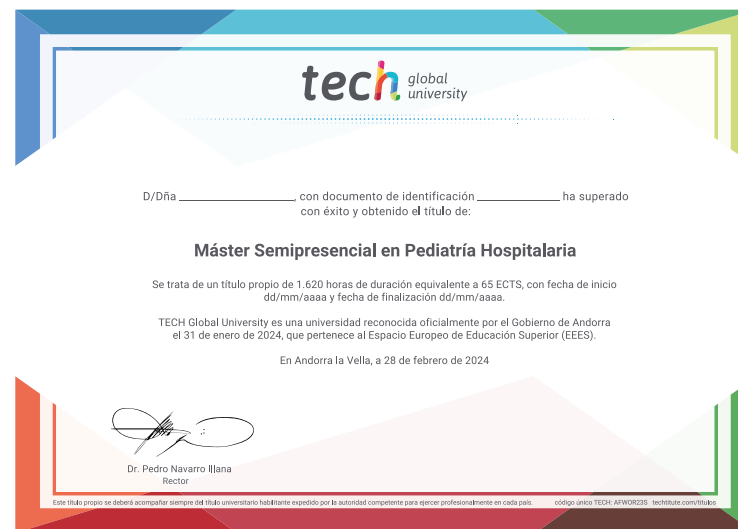 tech global university
D/Dña ____________, con documento de identificación ____________ ha superado
con éxito y obtenido el título de:
Máster Semipresencial en Pediatría Hospitalaria
Se trata de un título propio de 1.620 horas de duración equivalente a 65 ECTS, con fecha de inicio
dd/mm/aaaa y fecha de finalización dd/mm/aaaa.
TECH Global University es una universidad reconocida oficialmente por el Gobierno de Andorra
el 31 de enero de 2024, que pertenece al Espacio Europeo de Educación Superior (EEES).
En Andorra la Vella, a 28 de febrero de 2024
Dr. Pedro Navarro Illana
Rector
Este título propio se deberá acompañar siempre del título universitario habilitante expedido por la autoridad competente para ejercer profesionalmente en cada país. código único TECH: AFWOR23S techtitute.com/títulos